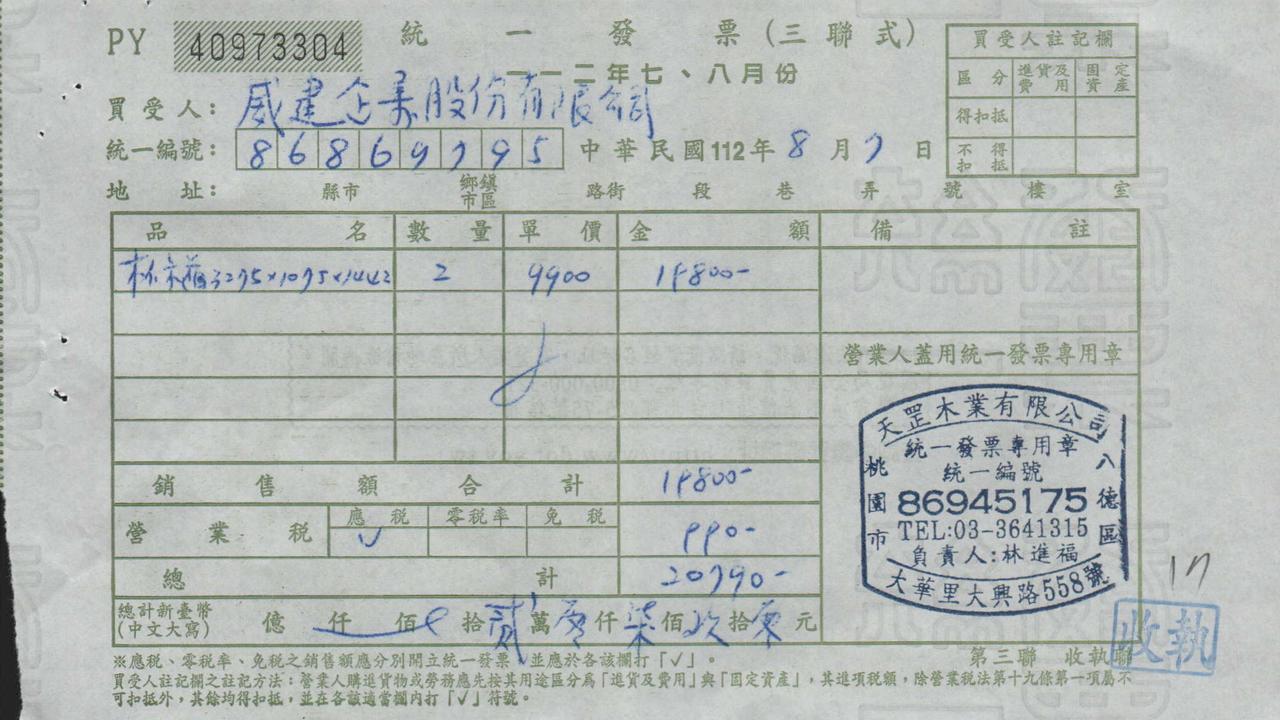 PY 40973304 統一發票(三聯式)
一一二年七、八月份
買受人註記欄
區分 進貨及費用 固定資產
得扣抵
不得扣抵
買受人: 威建企業股份有限公司
統一編號: 86869795 中華民國112年8月7日
地址: 縣市 鄉鎮市區 路街 段 巷 弄 號 樓 室
品名 數量 單價 金額 備註
3275×1075×1442 2 9900 19800-
營業人蓋用統一發票專用章
銷售額合計 19800-
營業稅 應稅 零稅率 免稅 990-
✓
總計 20790-
總計新臺幣(中文大寫) 億 仟 佰 拾 貳 萬 零 仟 柒 佰 玖 拾 零 元
天罡木業有限公司
統一發票專用章
統一編號
86945175
TEL:03-3641315
負責人:林進福
桃園市
八德區
大華里大興路558號
17
收執
第三聯 收執聯
※應稅、零稅率、免稅之銷售額應分別開立統一發票,並應於各該欄打「✓」。
買受人註記欄之註記方法:營業人購進貨物或勞務應先按其用途區分為「進貨及費用」與「固定資產」,其進項稅額,除營業稅法第十九條第一項屬不
可扣抵外,其餘均得扣抵,並在各該適當欄內打「✓」符號。